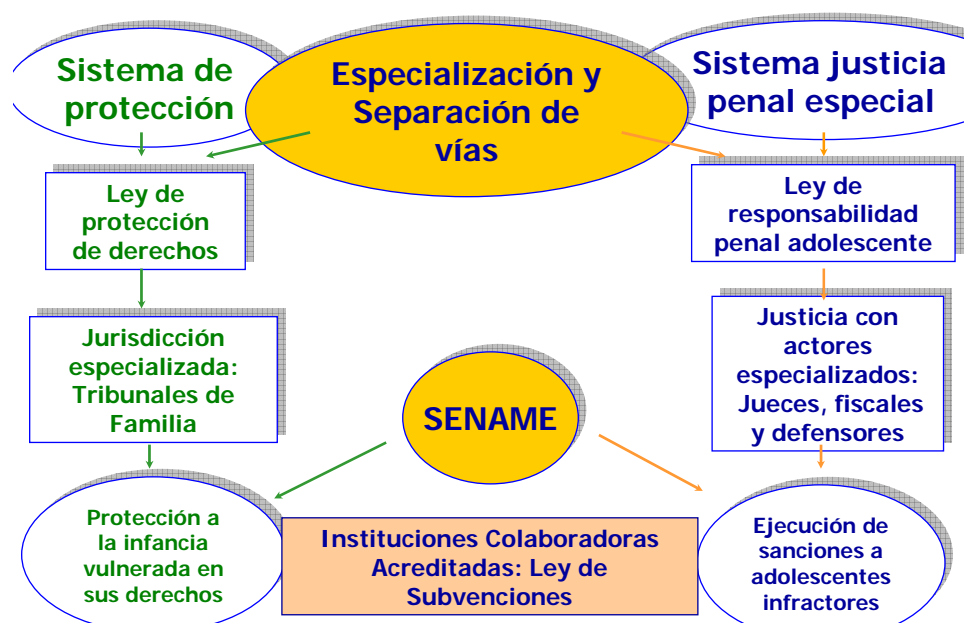 Sistema de
protección
Especialización y
Separación de
vías
Sistema justicia
penal especial
Ley de
protección
de derechos
Ley de
responsabilidad
penal adolescente
Jurisdicción
especializada:
Tribunales de
Familia
Justicia con
actores
especializados:
Jueces, fiscales
y defensores
SENAME
Protección a
la infancia
vulnerada en
sus derechos
Instituciones Colaboradoras
Acreditadas: Ley de
Subvenciones
Ejecución de
sanciones a
adolescentes
infractores